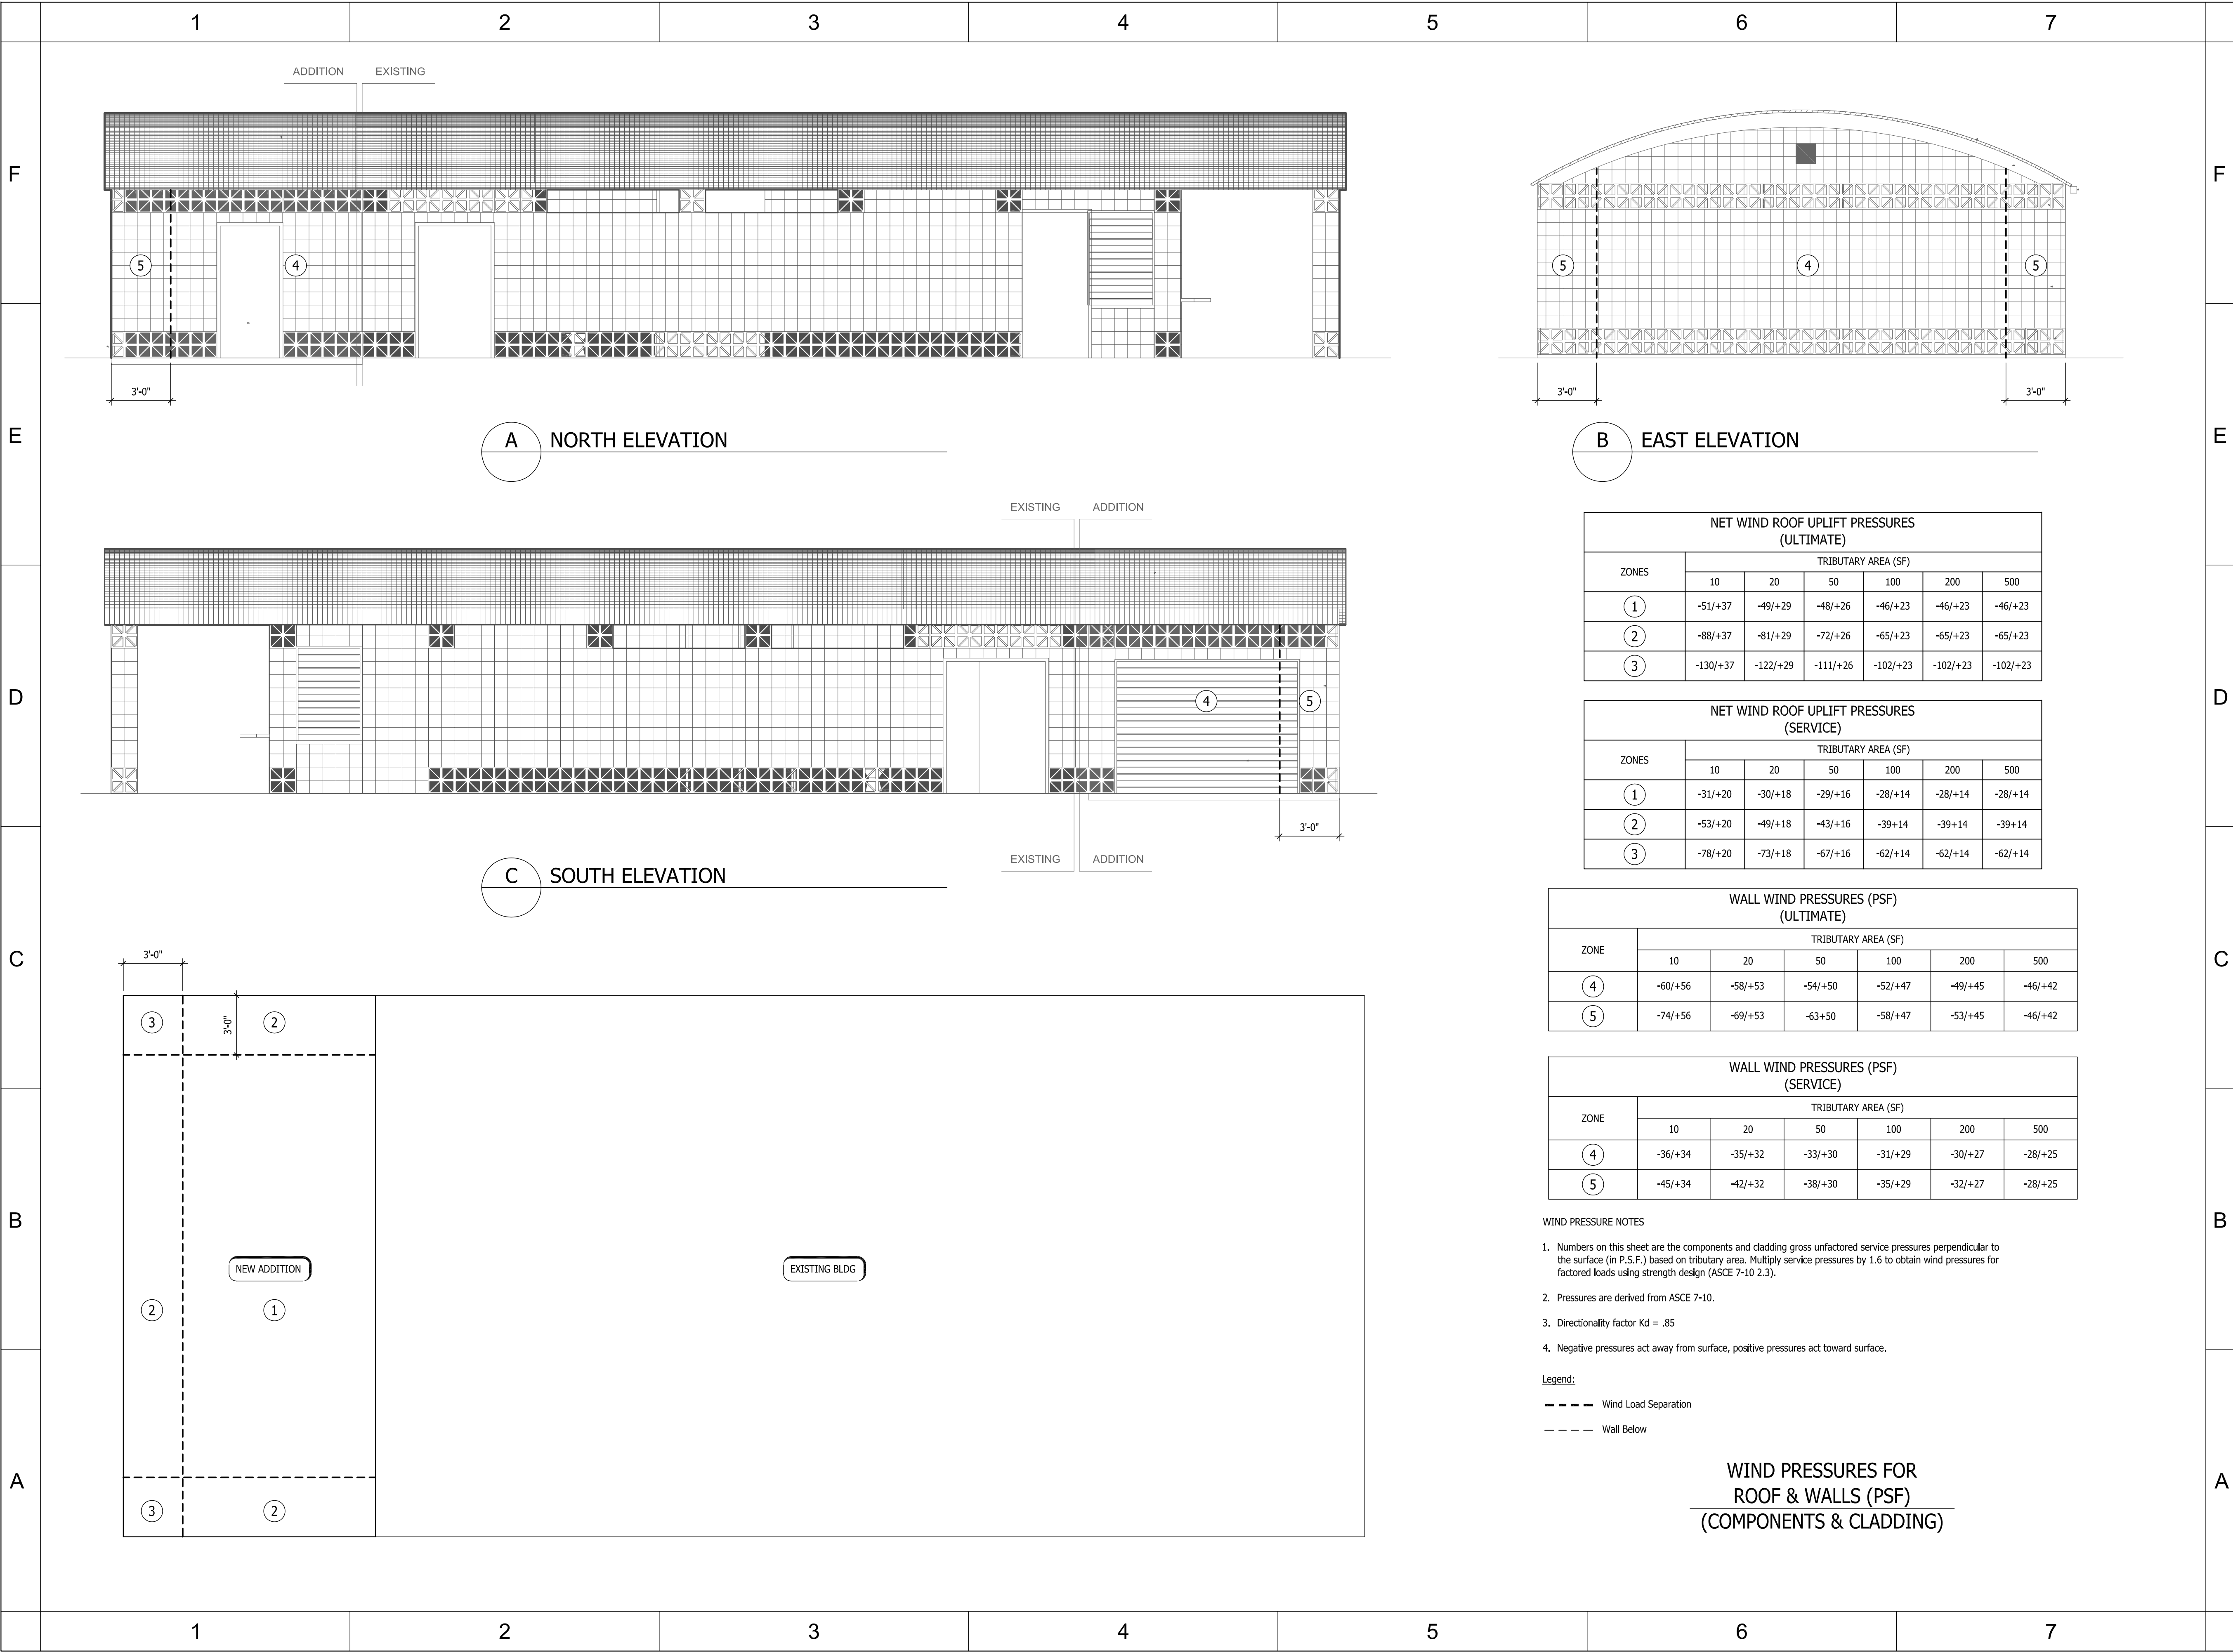 1 2 3 4 5 6 7
F
E
D
C
B
A
ADDITION EXISTING
5
4
3'-0"
A NORTH ELEVATION
5
4
5
3'-0" 3'-0"
B EAST ELEVATION
EXISTING ADDITION
4
5
3'-0"
EXISTING ADDITION
C SOUTH ELEVATION
3'-0"
3'-0"
3
2
NEW ADDITION
EXISTING BLDG
2
1
3
2
NET WIND ROOF UPLIFT PRESSURES
(ULTIMATE)
ZONES
TRIBUTARY AREA (SF)
10 20 50 100 200 500
1 -51/+37 -49/+29 -48/+26 -46/+23 -46/+23 -46/+23
2 -88/+37 -81/+29 -72/+26 -65/+23 -65/+23 -65/+23
3 -130/+37 -122/+29 -111/+26 -102/+23 -102/+23 -102/+23
NET WIND ROOF UPLIFT PRESSURES
(SERVICE)
ZONES
TRIBUTARY AREA (SF)
10 20 50 100 200 500
1 -31/+20 -30/+18 -29/+16 -28/+14 -28/+14 -28/+14
2 -53/+20 -49/+18 -43/+16 -39+14 -39+14 -39+14
3 -78/+20 -73/+18 -67/+16 -62/+14 -62/+14 -62/+14
WALL WIND PRESSURES (PSF)
(ULTIMATE)
ZONE
TRIBUTARY AREA (SF)
10 20 50 100 200 500
4 -60/+56 -58/+53 -54/+50 -52/+47 -49/+45 -46/+42
5 -74/+56 -69/+53 -63+50 -58/+47 -53/+45 -46/+42
WALL WIND PRESSURES (PSF)
(SERVICE)
ZONE
TRIBUTARY AREA (SF)
10 20 50 100 200 500
4 -36/+34 -35/+32 -33/+30 -31/+29 -30/+27 -28/+25
5 -45/+34 -42/+32 -38/+30 -35/+29 -32/+27 -28/+25
WIND PRESSURE NOTES
1. Numbers on this sheet are the components and cladding gross unfactored service pressures perpendicular to
the surface (in P.S.F.) based on tributary area. Multiply service pressures by 1.6 to obtain wind pressures for
factored loads using strength design (ASCE 7-10 2.3).
2. Pressures are derived from ASCE 7-10.
3. Directionality factor Kd = .85
4. Negative pressures act away from surface, positive pressures act toward surface.
Legend:
Wind Load Separation
Wall Below
WIND PRESSURES FOR
ROOF & WALLS (PSF)
(COMPONENTS & CLADDING)
F
E
D
C
B
A
1 2 3 4 5 6 7